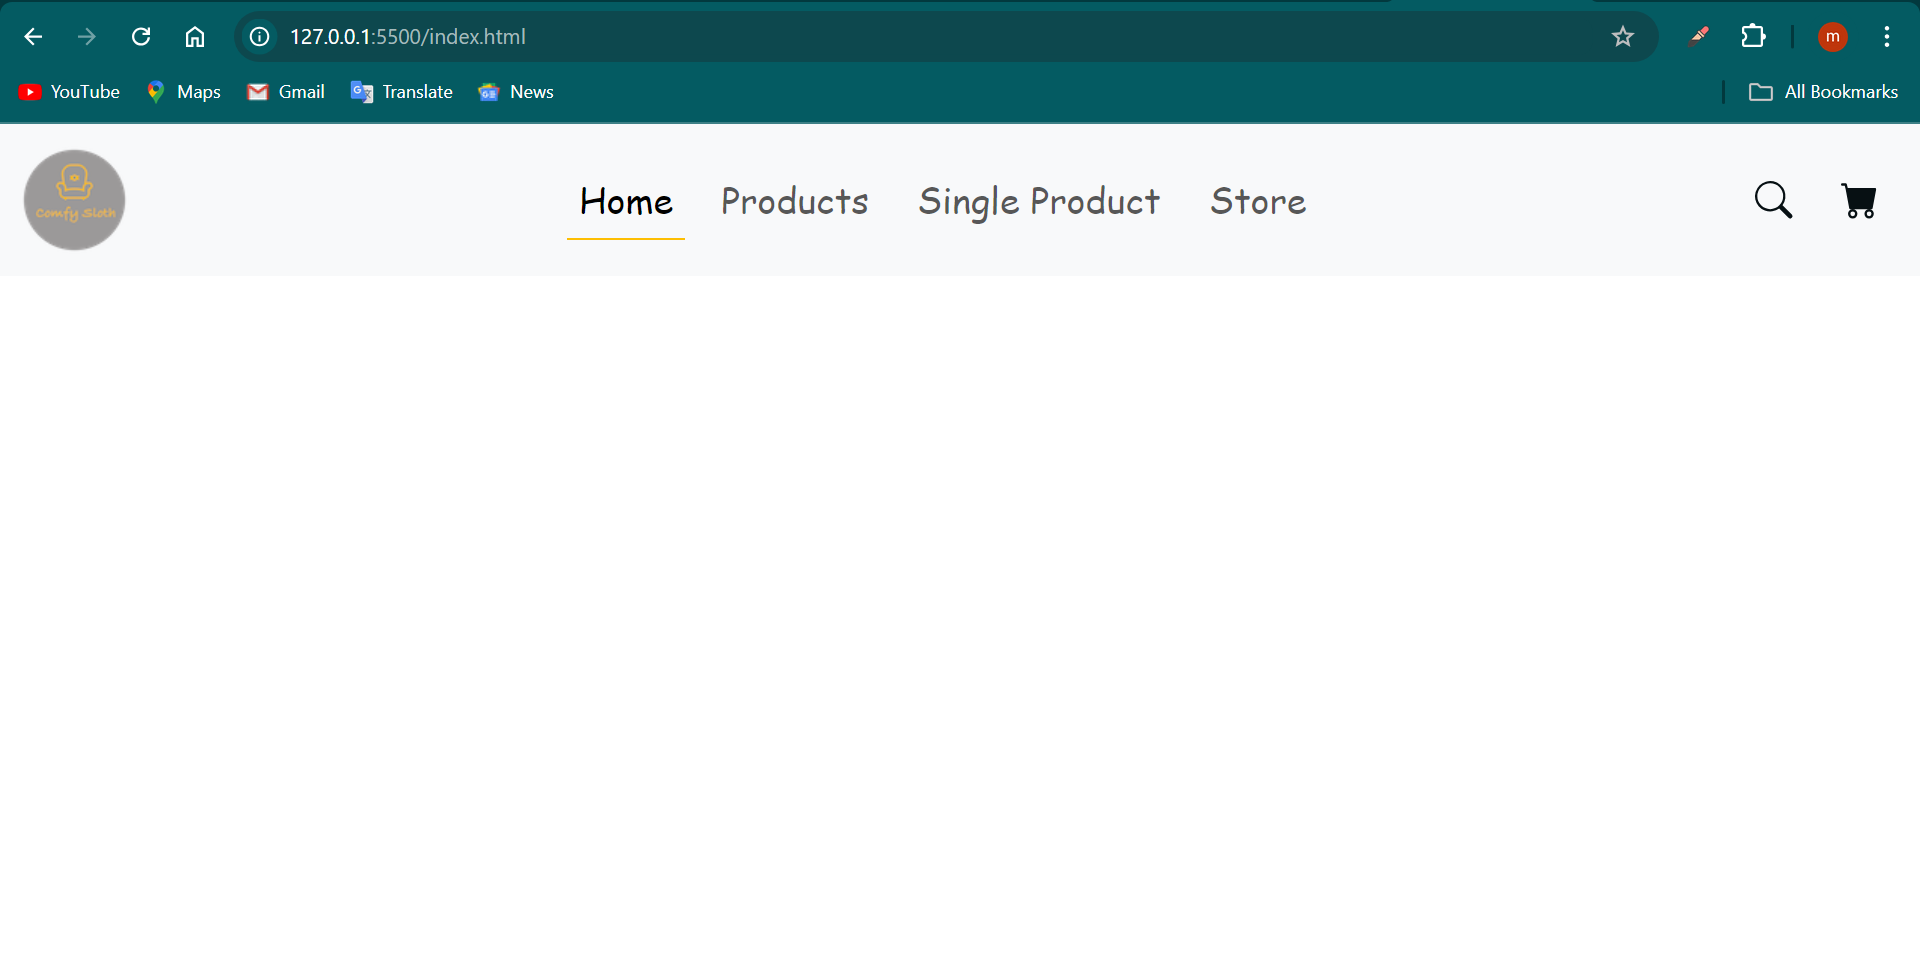 127.0.0.1:5500/index.html
m
YouTube
Maps
Gmail
Translate
News
All Bookmarks
Comfy Sloth
Home
Products
Single Product
Store